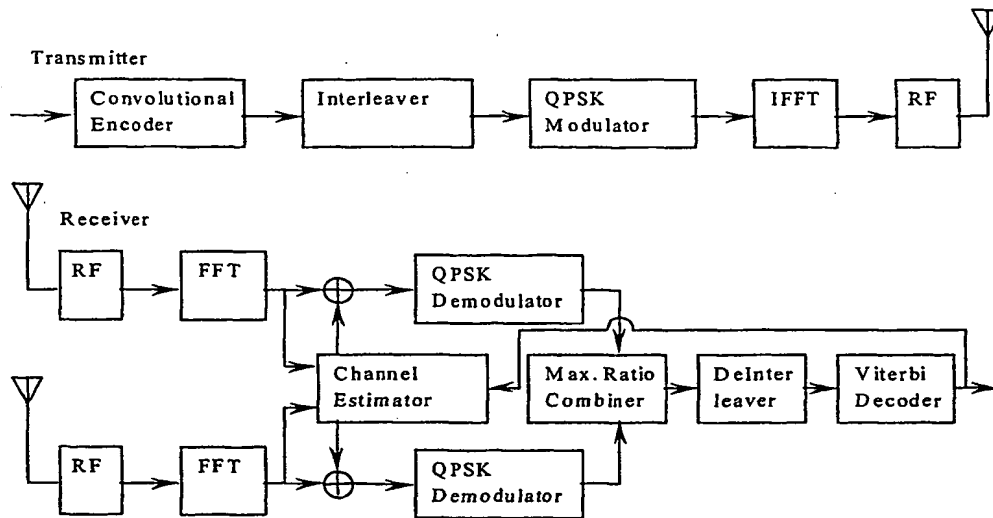 Transmitter
Convolutional
Encoder
Interleaver
QPSK
Modulator
IFFT
RF
Receiver
RF
FFT
QPSK
Demodulator
Channel
Estimator
Max. Ratio
Combiner
DeInter
leaver
Viterbi
Decoder
RF
FFT
QPSK
Demodulator